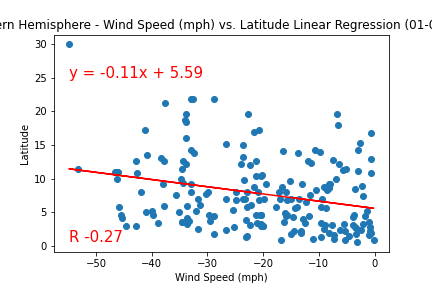 ern Hemisphere - Wind Speed (mph) vs. Latitude Linear Regression (01-0
30
25
20
15
10
5
0
Latitude
y = -0.11x + 5.59
R -0.27
−50 −40 −30 −20 −10 0
Wind Speed (mph)